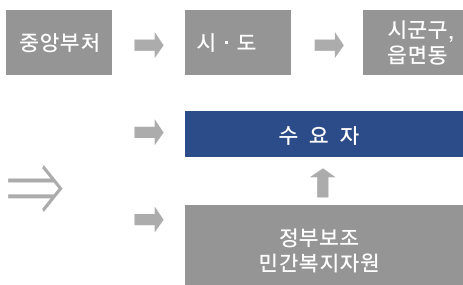 중앙부처
시·도
시군구,
읍면동
수 요 자
정부보조
민간복지자원